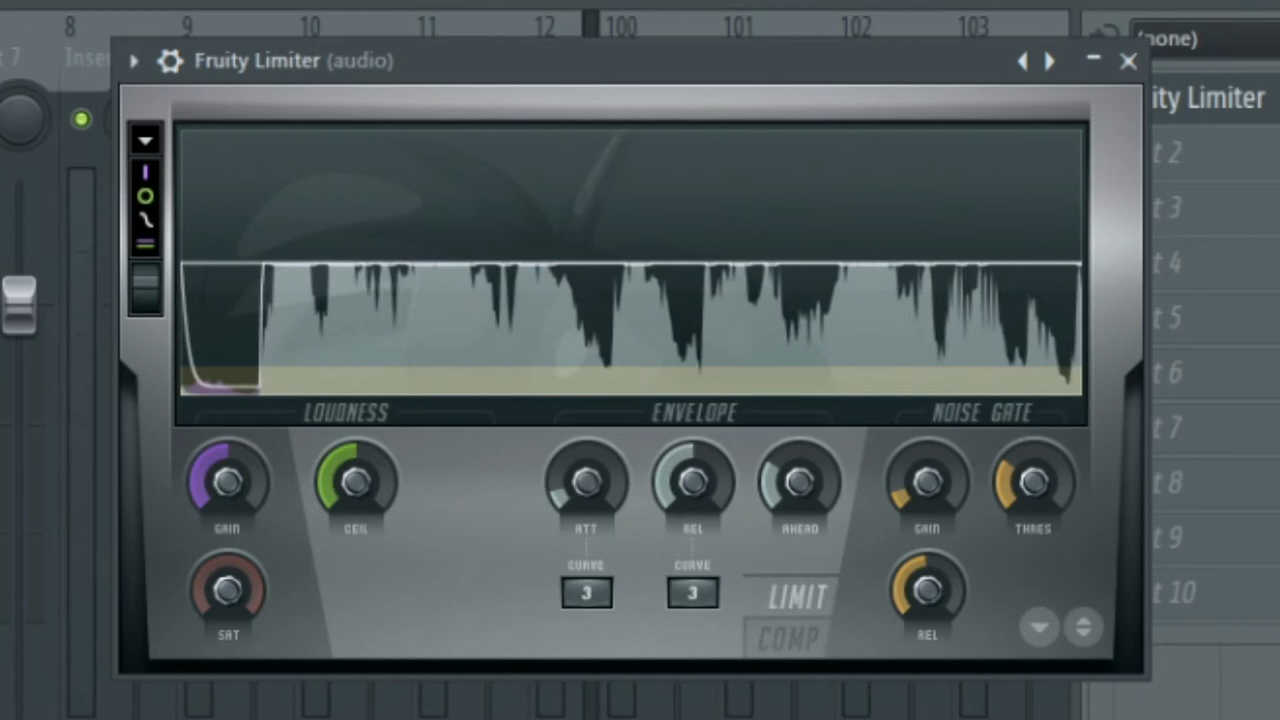 8 9 10 11 12 100 101 102 103
(none)
t 7 Inser
Fruity Limiter (audio)
ity Limiter
t 2
t 3
t 4
t 5
t 6
t 7
t 8
t 9
t 10
LOUDNESS ENVELOPE NOISE GATE
GAIN CEIL ATT REL AHEAD GAIN THRES
CURVE CURVE
3 3 LIMIT
SAT COMP REL